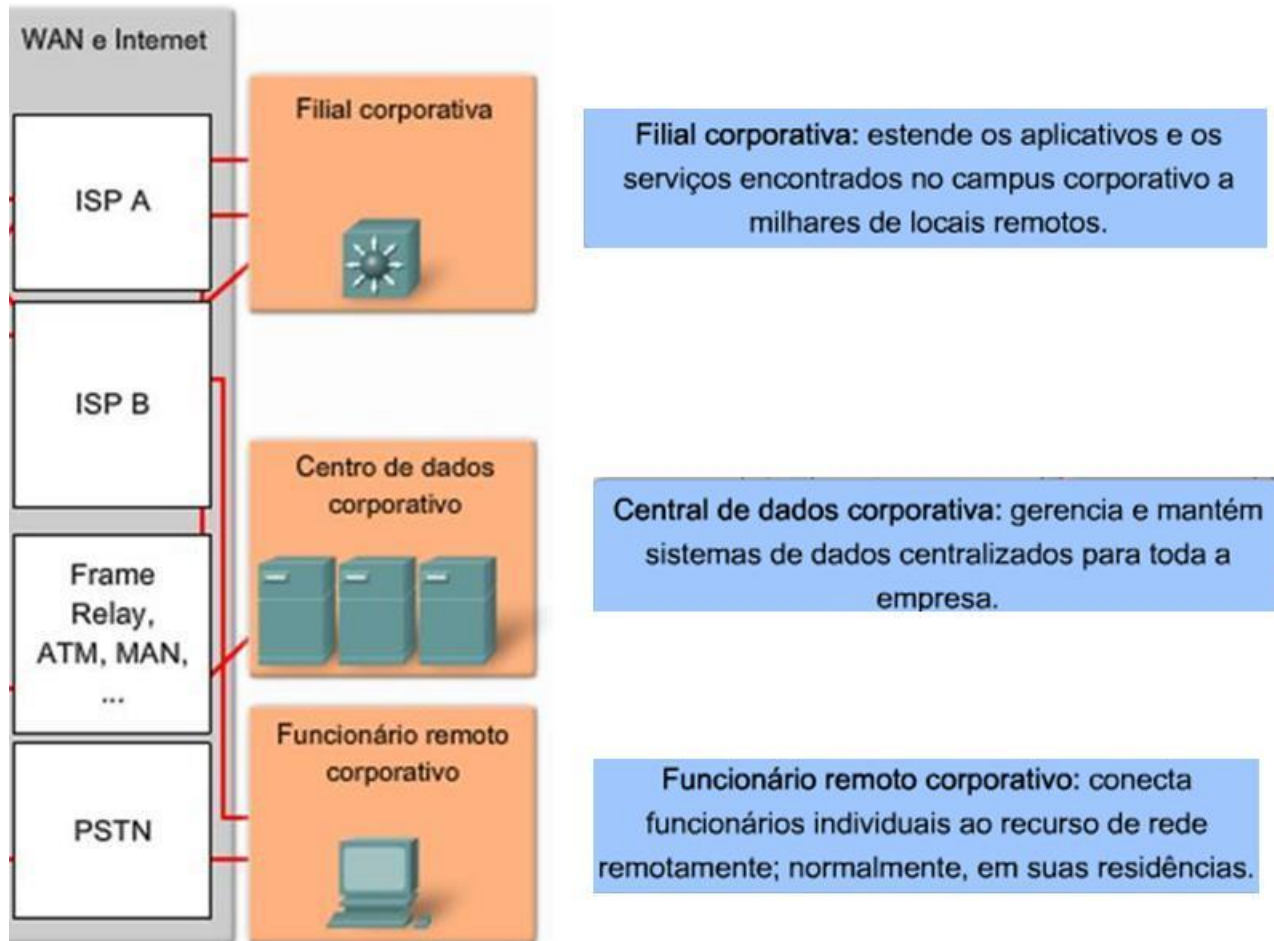 WAN e Internet
ISP A
ISP B
Frame
Relay,
ATM, MAN,
...
PSTN
Filial corporativa
Centro de dados
corporativo
Funcionário remoto
corporativo
Filial corporativa: estende os aplicativos e os
serviços encontrados no campus corporativo a
milhares de locais remotos.
Central de dados corporativa: gerencia e mantém
sistemas de dados centralizados para toda a
empresa.
Funcionário remoto corporativo: conecta
funcionários individuais ao recurso de rede
remotamente; normalmente, em suas residências.